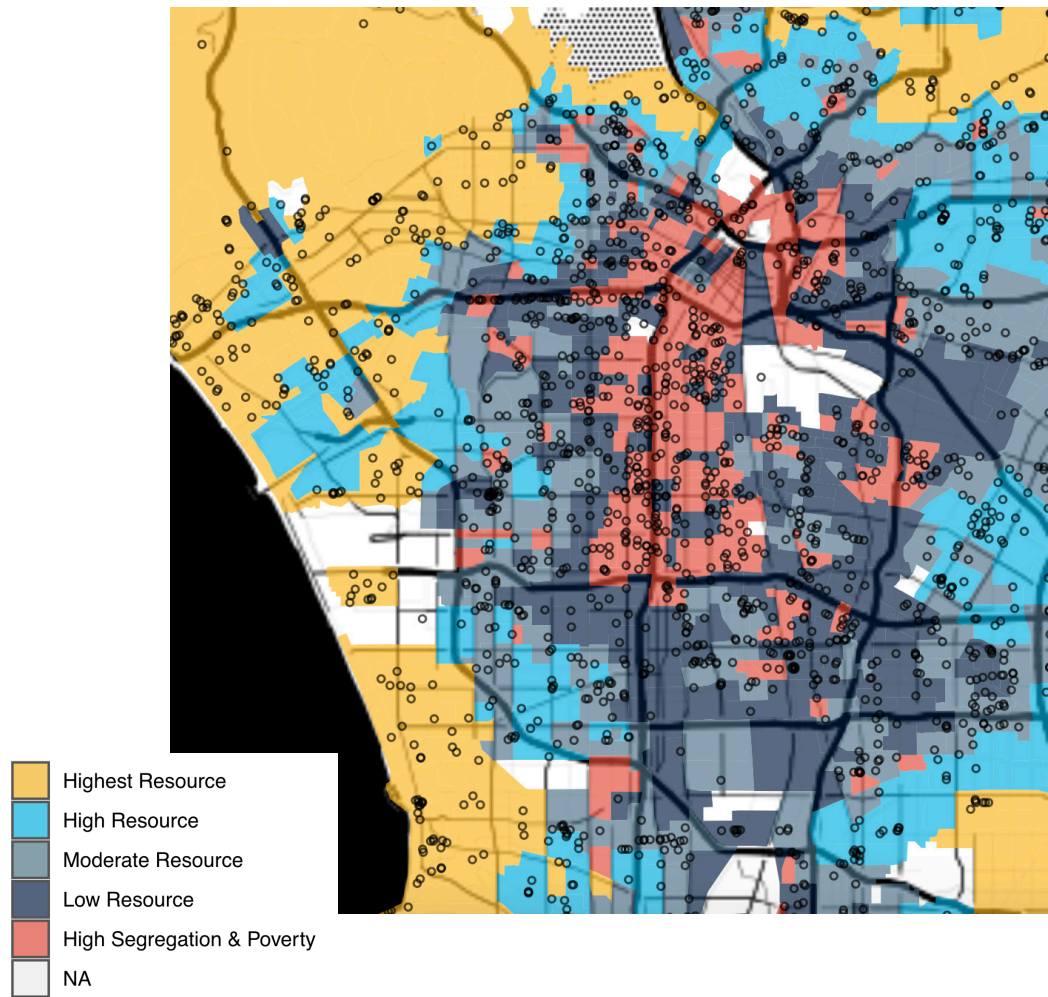 Highest Resource
High Resource
Moderate Resource
Low Resource
High Segregation & Poverty
NA